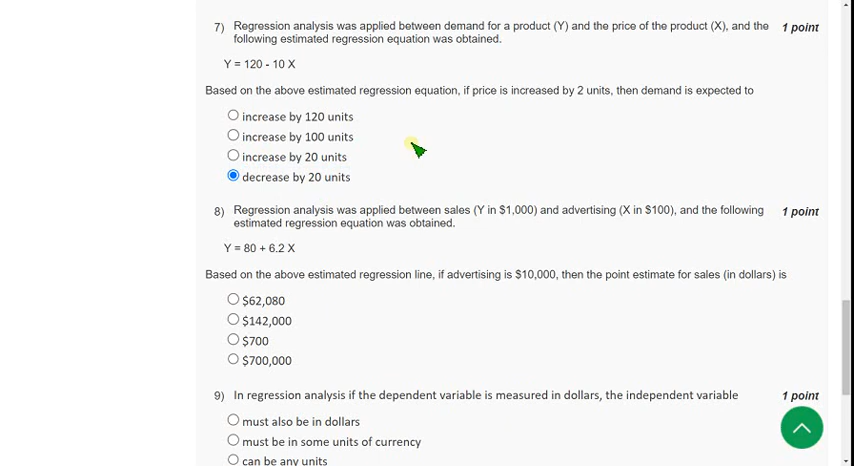 7) Regression analysis was applied between demand for a product (Y) and the price of the product (X), and the 1 point
following estimated regression equation was obtained.
Y = 120 - 10 X
Based on the above estimated regression equation, if price is increased by 2 units, then demand is expected to
increase by 120 units
increase by 100 units
increase by 20 units
decrease by 20 units
8) Regression analysis was applied between sales (Y in $1,000) and advertising (X in $100), and the following 1 point
estimated regression equation was obtained.
Y = 80 + 6.2 X
Based on the above estimated regression line, if advertising is $10,000, then the point estimate for sales (in dollars) is
$62,080
$142,000
$700
$700,000
9) In regression analysis if the dependent variable is measured in dollars, the independent variable 1 point
must also be in dollars
must be in some units of currency
can be any units